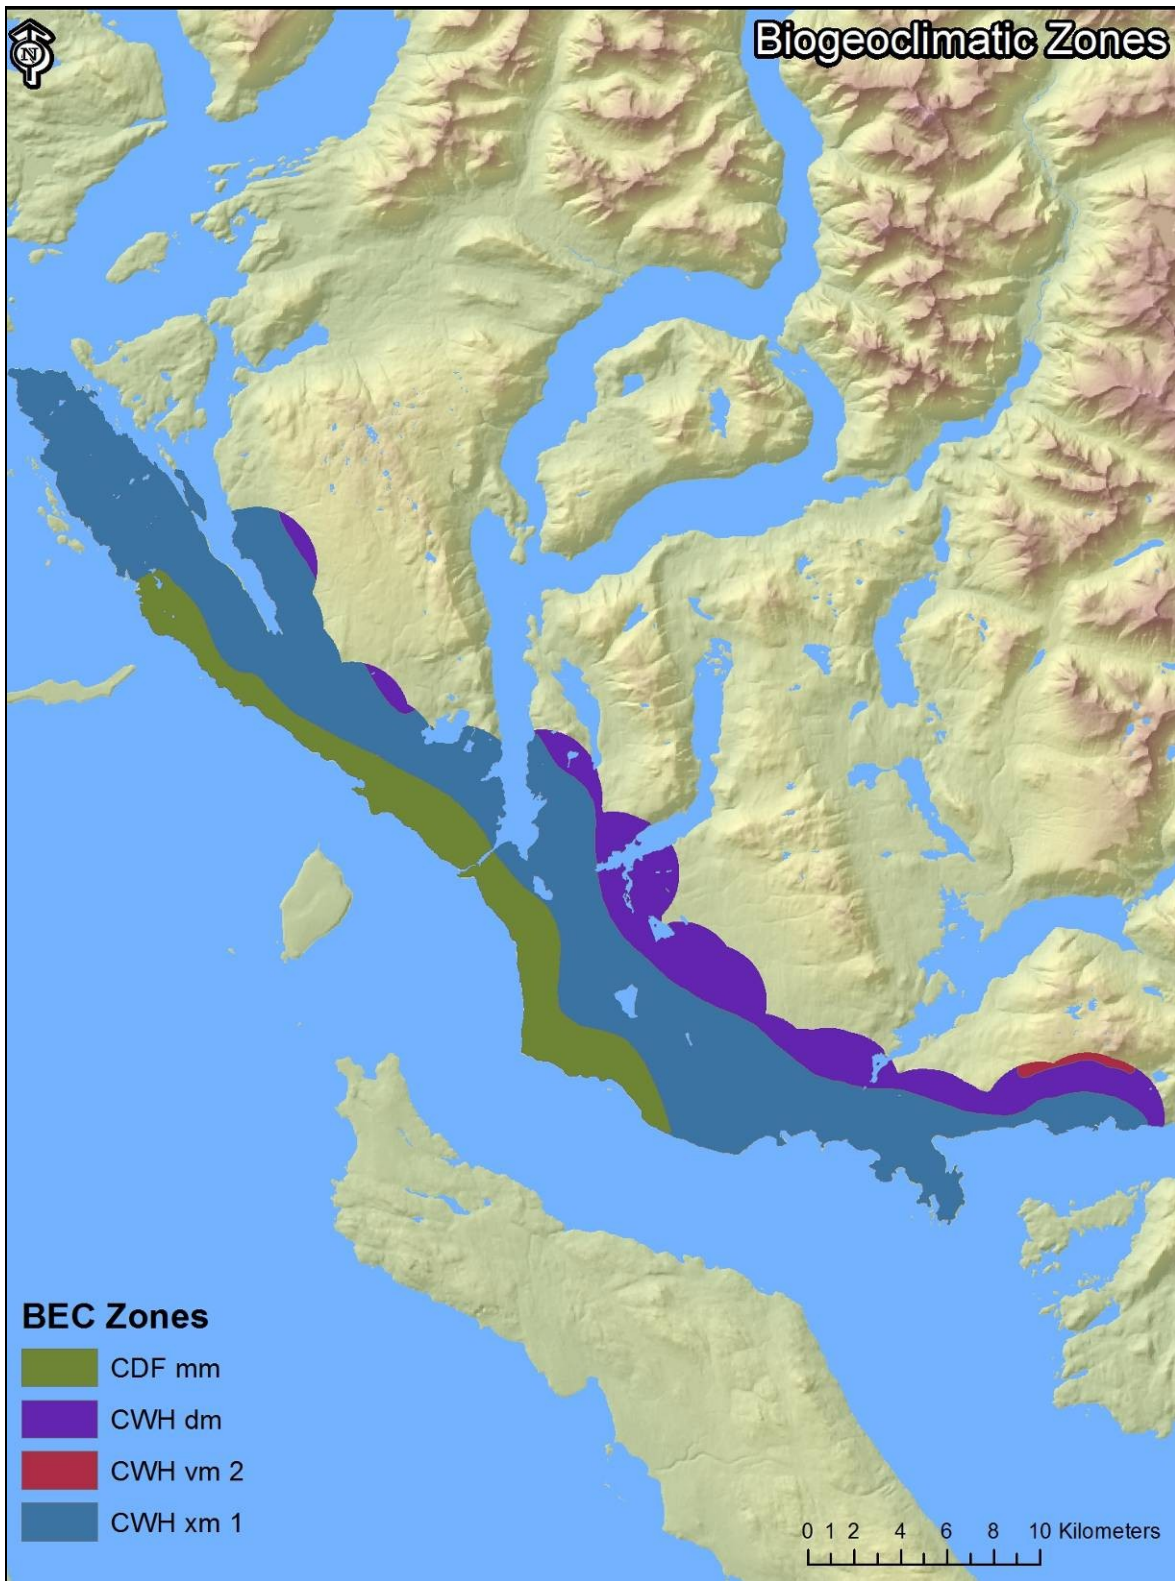 N
Biogeoclimatic Zones
BEC Zones
CDF mm
CWH dm
CWH vm 2
CWH xm 1
0 1 2 4 6 8 10 Kilometers